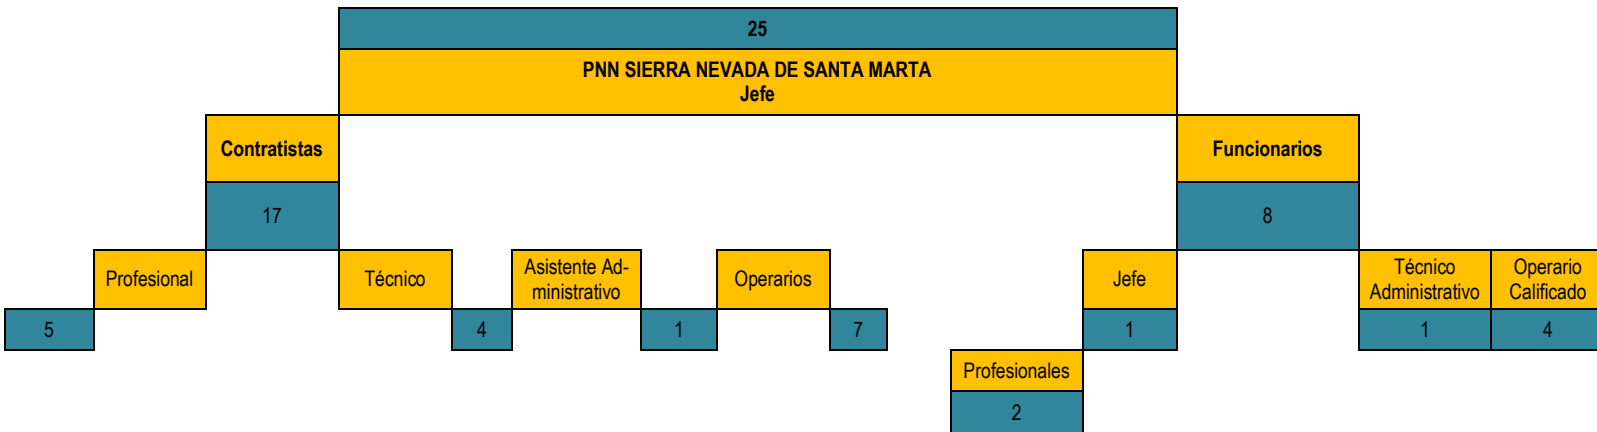 25
PNN SIERRA NEVADA DE SANTA MARTA
Jefe
Contratistas
Funcionarios
17
8
Profesional
Técnico
Asistente Ad-
ministrativo
Operarios
Jefe
Técnico
Administrativo
Operario
Calificado
5
4
1
7
1
1
4
Profesionales
2